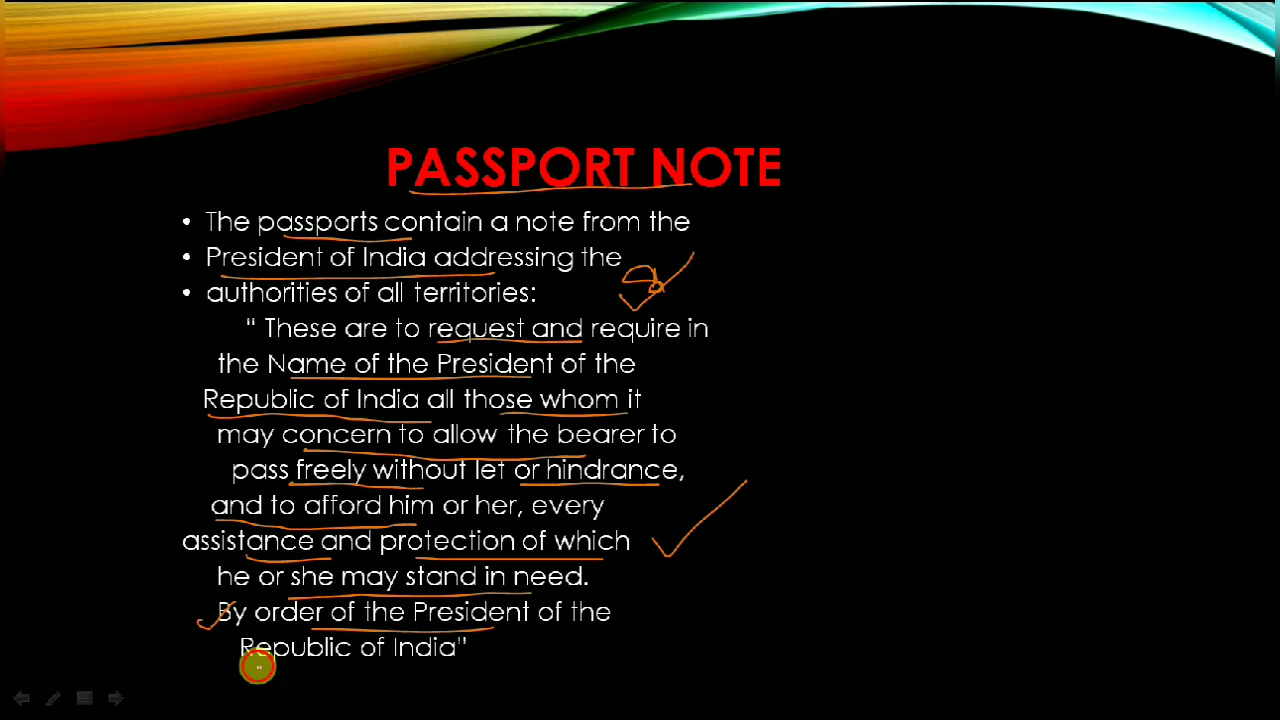 PASSPORT NOTE
• The passports contain a note from the
• President of India addressing the
• authorities of all territories:
" These are to request and require in
the Name of the President of the
Republic of India all those whom it
may concern to allow the bearer to
pass freely without let or hindrance,
and to afford him or her, every
assistance and protection of which
he or she may stand in need.
By order of the President of the
Republic of India"